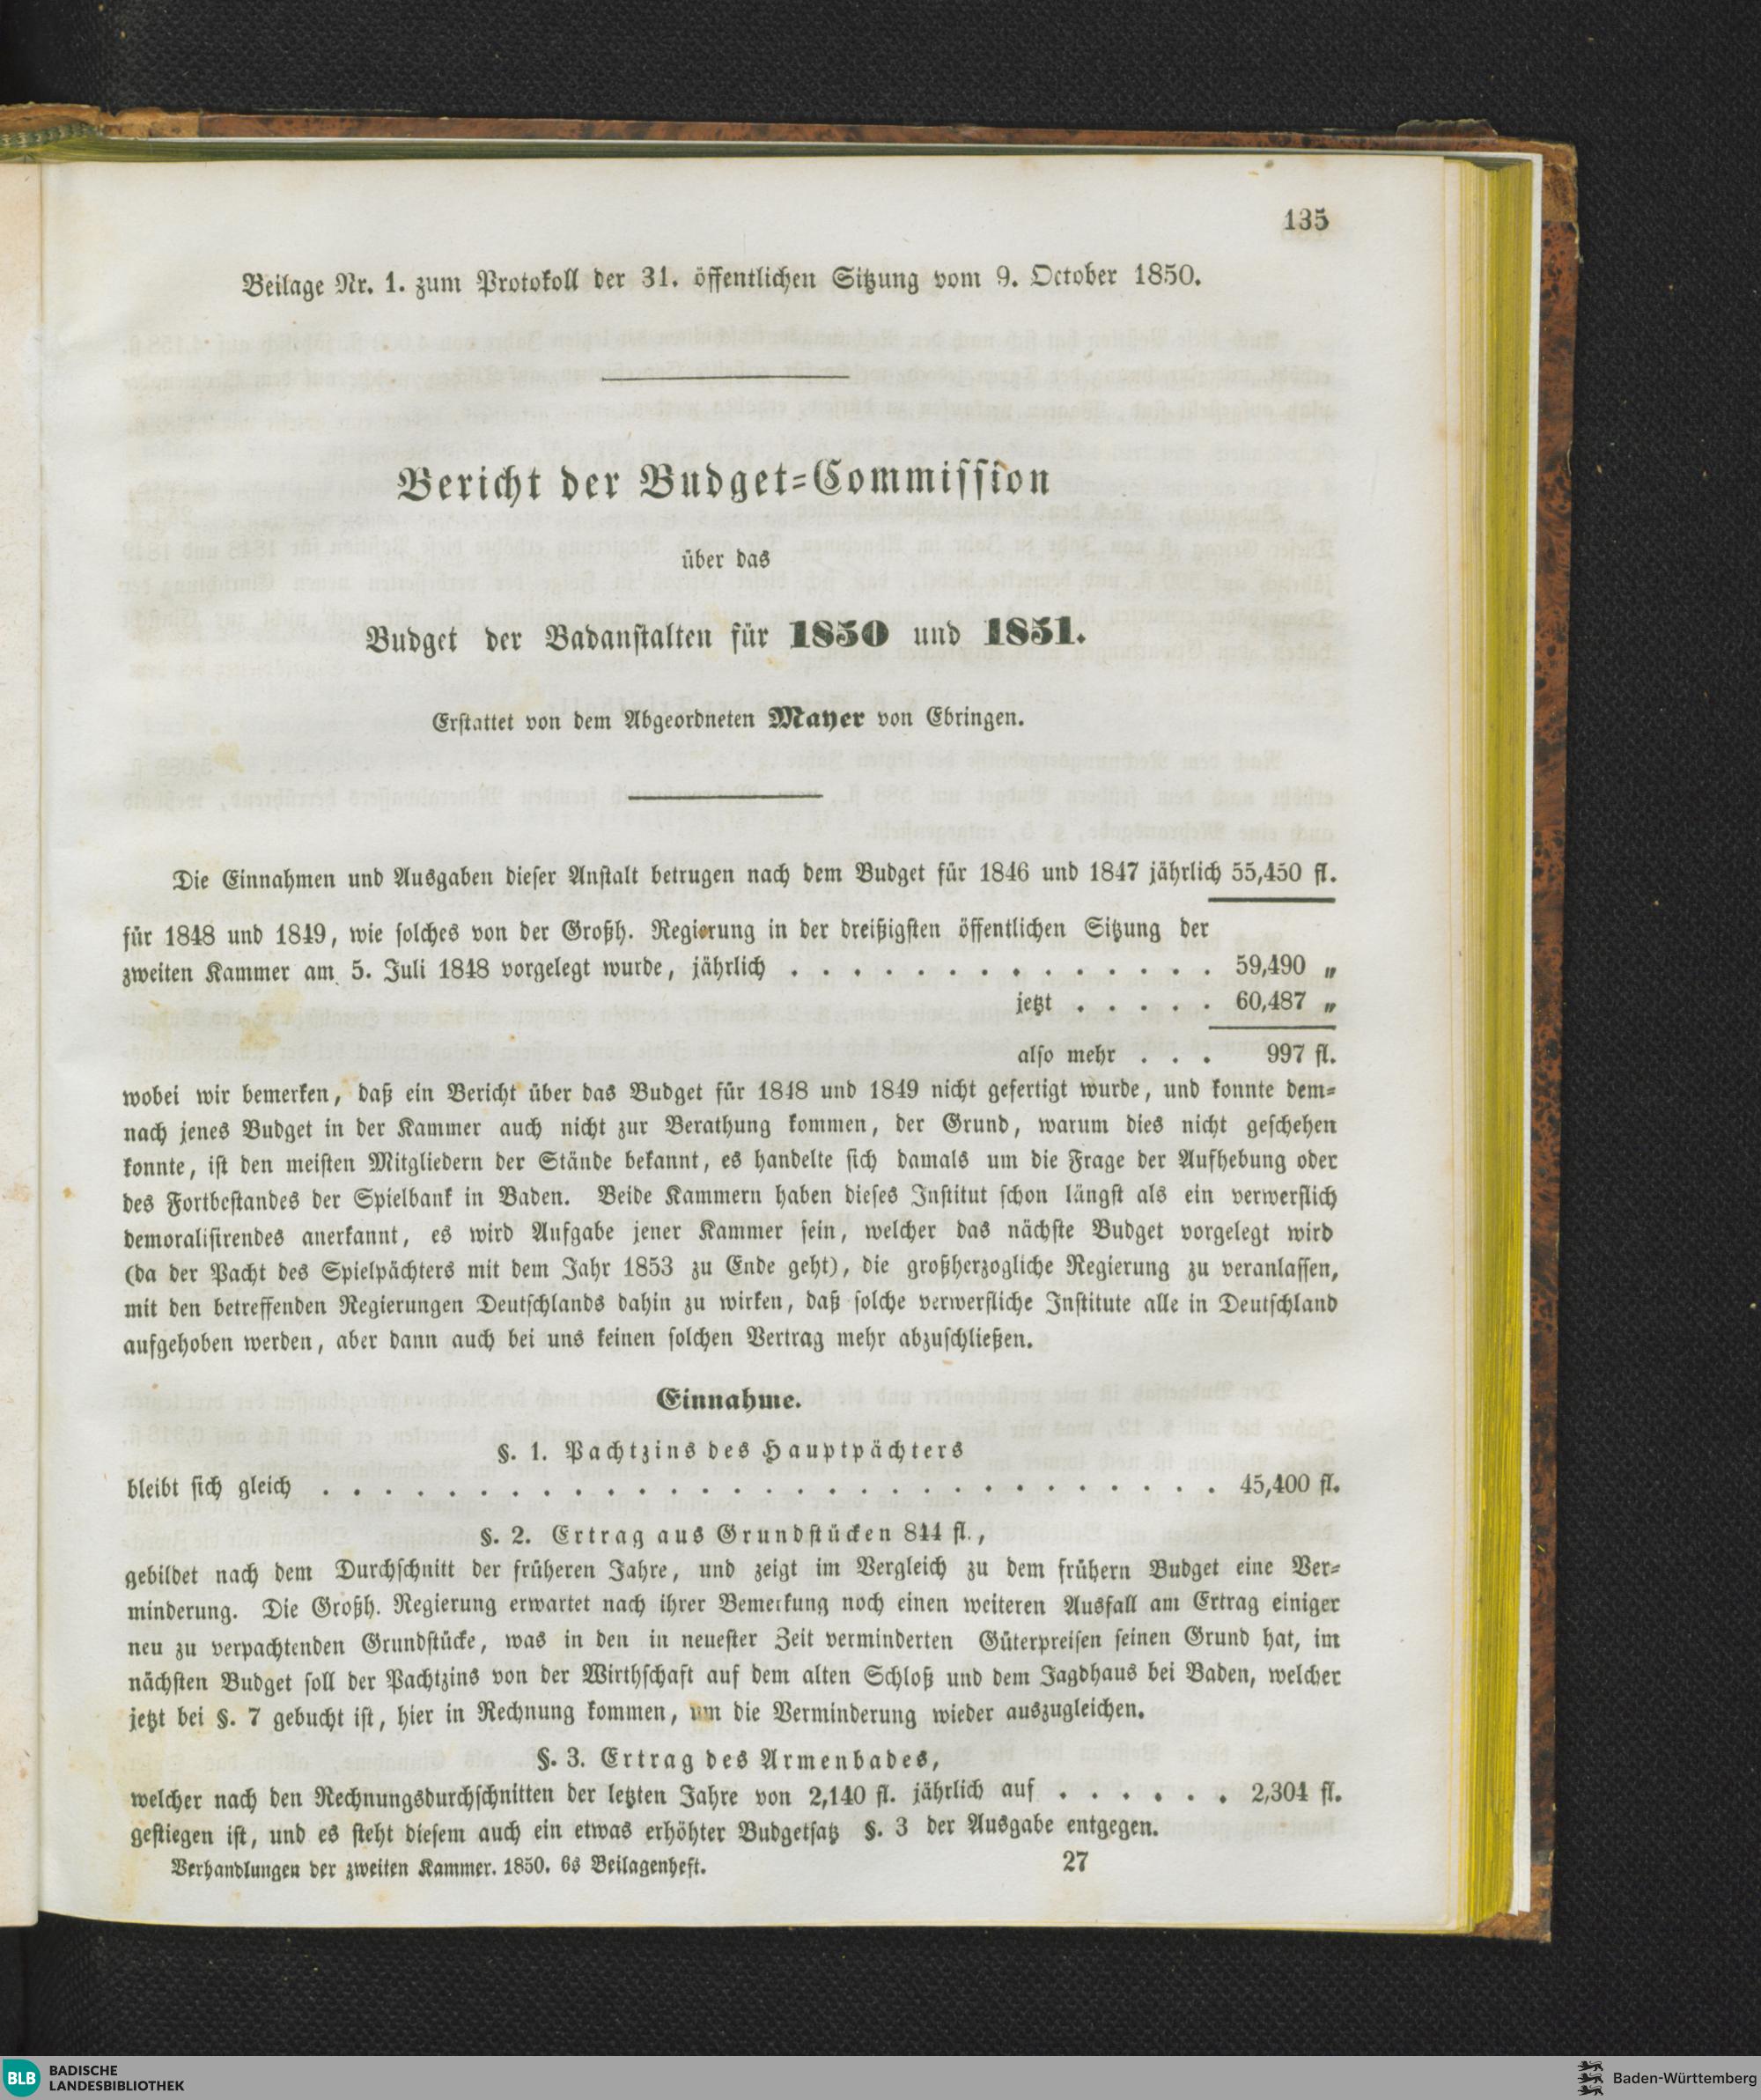 135
Beilage Nr. 1. zum Protokoll der 31. öffentlichen Sitzung vom 9. October 1850.
Bericht der Budget=Commission
über das
Budget der Badanstalten für 1850 und 1851.
Erstattet von dem Abgeordneten Mayer von Ebringen.
Die Einnahmen und Ausgaben dieser Anstalt betrugen nach dem Budget für 1846 und 1847 jährlich 55,450 fl.
für 1848 und 1849, wie solches von der Großh. Regierung in der dreißigsten öffentlichen Sitzung der
zweiten Kammer am 5. Juli 1848 vorgelegt wurde, jährlich . . . . . . . . . . . . . . 59,490 „
jetzt . . . . . 60,487 „
also mehr . . . 997 fl.
wobei wir bemerken, daß ein Bericht über das Budget für 1848 und 1849 nicht gefertigt wurde, und konnte dem=
nach jenes Budget in der Kammer auch nicht zur Berathung kommen, der Grund, warum dies nicht geschehen
konnte, ist den meisten Mitgliedern der Stände bekannt, es handelte sich damals um die Frage der Aufhebung oder
des Fortbestandes der Spielbank in Baden. Beide Kammern haben dieses Institut schon längst als ein verwerflich
demoralisirendes anerkannt, es wird Aufgabe jener Kammer sein, welcher das nächste Budget vorgelegt wird
(da der Pacht des Spielpächters mit dem Jahr 1853 zu Ende geht), die großherzogliche Regierung zu veranlassen,
mit den betreffenden Regierungen Deutschlands dahin zu wirken, daß solche verwerfliche Institute alle in Deutschland
aufgehoben werden, aber dann auch bei uns keinen solchen Vertrag mehr abzuschließen.
Einnahme.
§. 1. Pachtzins des Hauptpächters
bleibt sich gleich . . . . . . . . . . . . . . . . . . . . . . . . . . . . . 45,400 fl.
§. 2. Ertrag aus Grundstücken 844 fl.,
gebildet nach dem Durchschnitt der früheren Jahre, und zeigt im Vergleich zu dem frühern Budget eine Ver=
minderung. Die Großh. Regierung erwartet nach ihrer Bemerkung noch einen weiteren Ausfall am Ertrag einiger
neu zu verpachtenden Grundstücke, was in den in neuester Zeit verminderten Güterpreisen seinen Grund hat, im
nächsten Budget soll der Pachtzins von der Wirthschaft auf dem alten Schloß und dem Jagdhaus bei Baden, welcher
jetzt bei §. 7 gebucht ist, hier in Rechnung kommen, um die Verminderung wieder auszugleichen.
§. 3. Ertrag des Armenbades,
welcher nach den Rechnungsdurchschnitten der letzten Jahre von 2,140 fl. jährlich auf . . . . . . 2,304 fl.
gestiegen ist, und es steht diesem auch ein etwas erhöhter Budgetsatz §. 3 der Ausgabe entgegen.
Verhandlungen der zweiten Kammer. 1850. 6s Beilagenheft. 27
BLB BADISCHE
LANDESBIBLIOTHEK
Baden-Württemberg